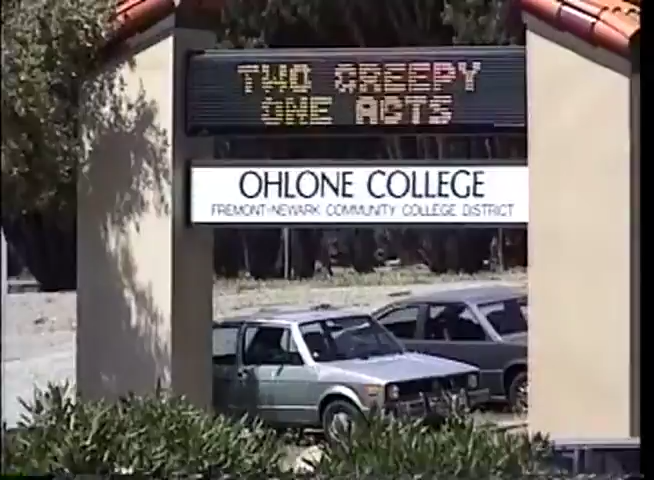 TWO CREEPY
ONE ACTS
OHLONE COLLEGE
FREMONT-NEWARK COMMUNITY COLLEGE DISTRICT